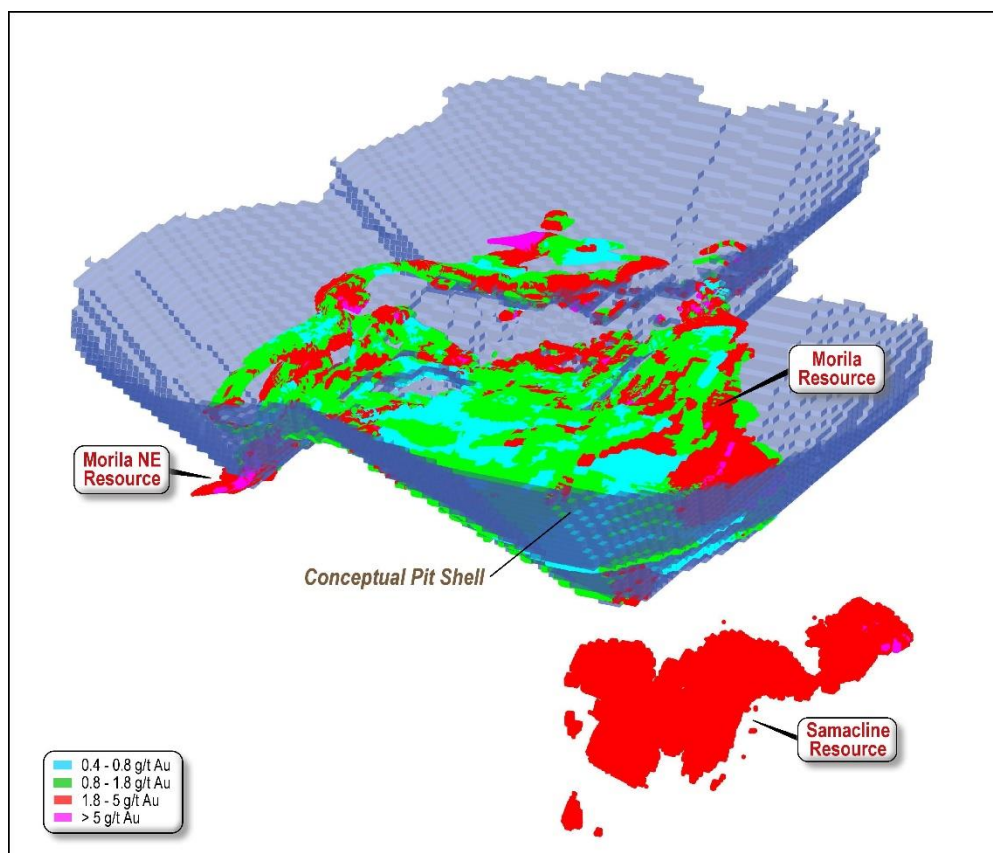 Morila
Resource
Morila NE
Resource
Conceptual Pit Shell
Samacline
Resource
0.4 - 0.8 g/t Au
0.8 - 1.8 g/t Au
1.8 - 5 g/t Au
> 5 g/t Au